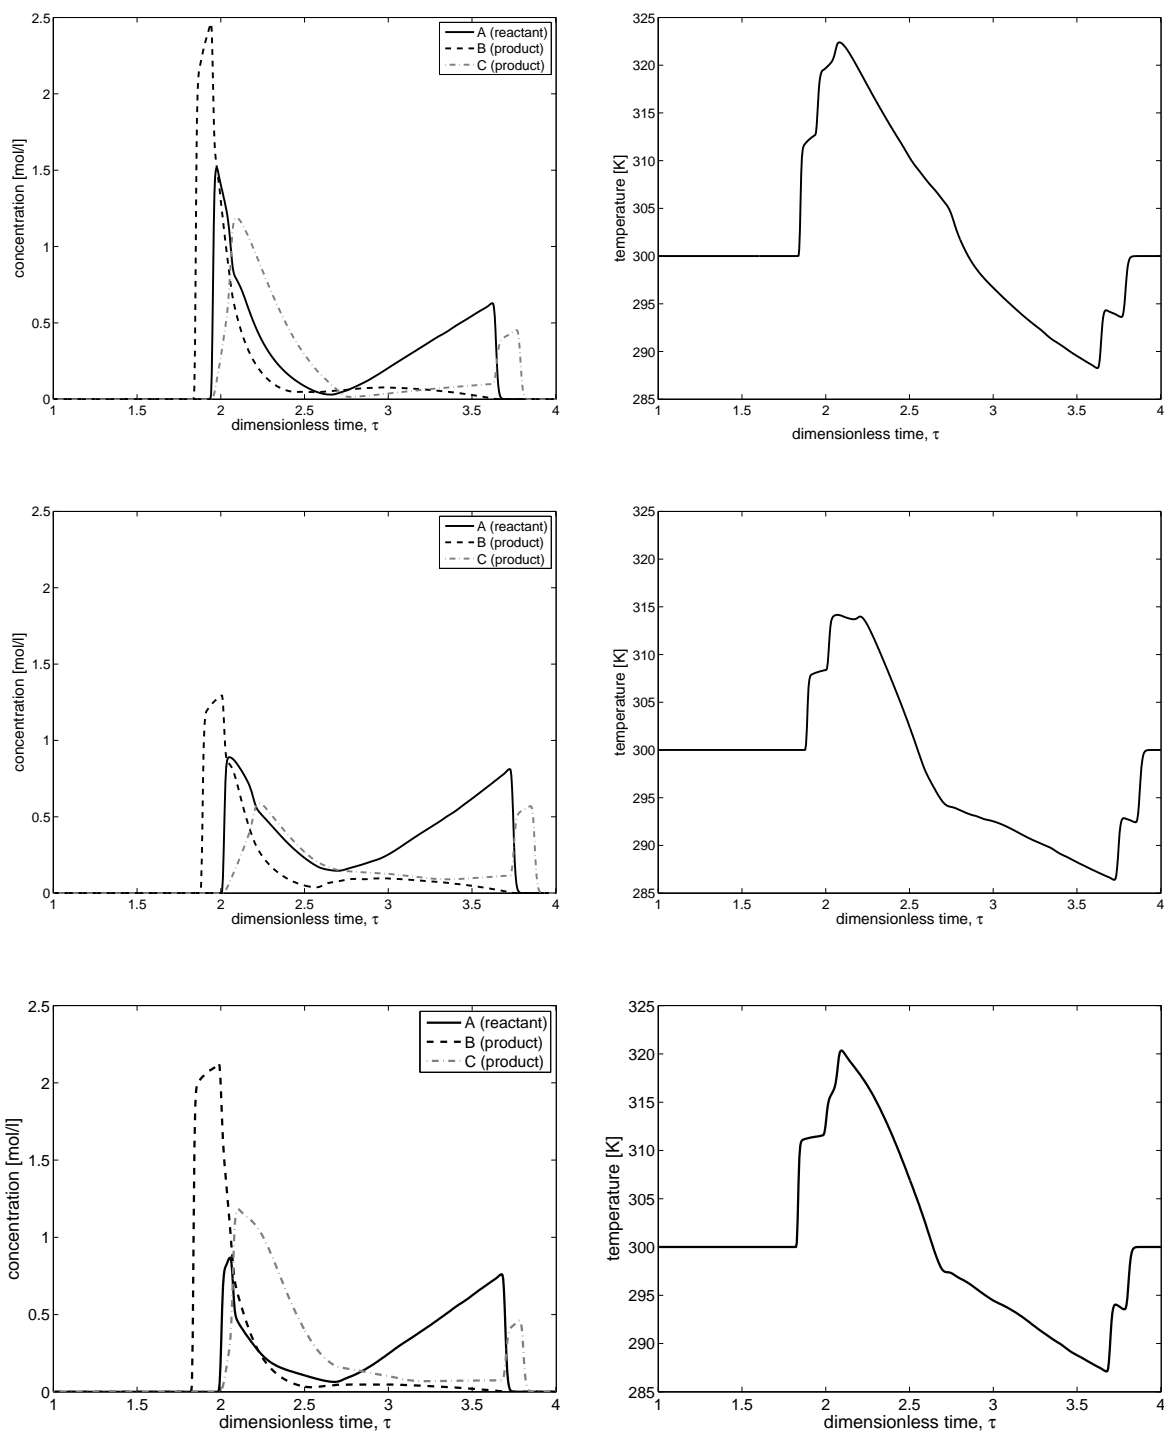 2.5
2
1.5
1
0.5
0
1 1.5 2 2.5 3 3.5 4
concentration [mol/l]
dimensionless time, τ
A (reactant)
B (product)
C (product)
325
320
315
310
305
300
295
290
285
1 1.5 2 2.5 3 3.5 4
temperature [K]
dimensionless time, τ
2.5
2
1.5
1
0.5
0
1 1.5 2 2.5 3 3.5 4
concentration [mol/l]
dimensionless time, τ
A (reactant)
B (product)
C (product)
325
320
315
310
305
300
295
290
285
1 1.5 2 2.5 3 3.5 4
temperature [K]
dimensionless time, τ
2.5
2
1.5
1
0.5
0
1 1.5 2 2.5 3 3.5 4
concentration [mol/l]
dimensionless time, τ
A (reactant)
B (product)
C (product)
325
320
315
310
305
300
295
290
285
1 1.5 2 2.5 3 3.5 4
temperature [K]
dimensionless time, τ